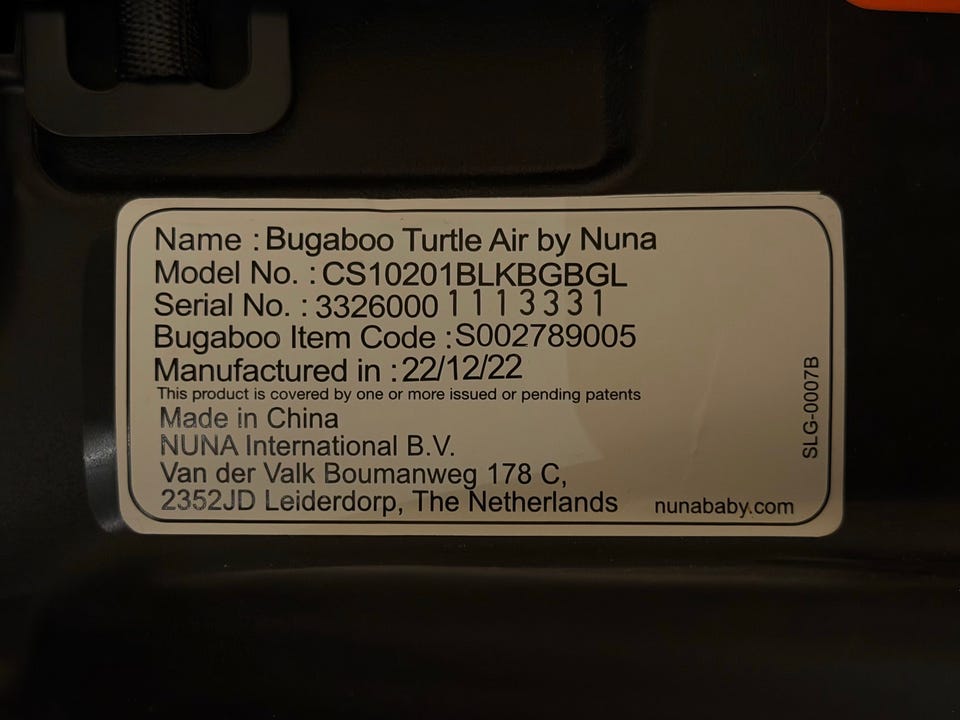 Name : Bugaboo Turtle Air by Nuna
Model No. : CS10201BLKBGBGL
Serial No. : 3326000 1113331
Bugaboo Item Code : S002789005
Manufactured in : 22/12/22
This product is covered by one or more issued or pending patents
Made in China
NUNA International B.V.
Van der Valk Boumanweg 178 C,
2352JD Leiderdorp, The Netherlands
nunababy.com
SLG-0007B